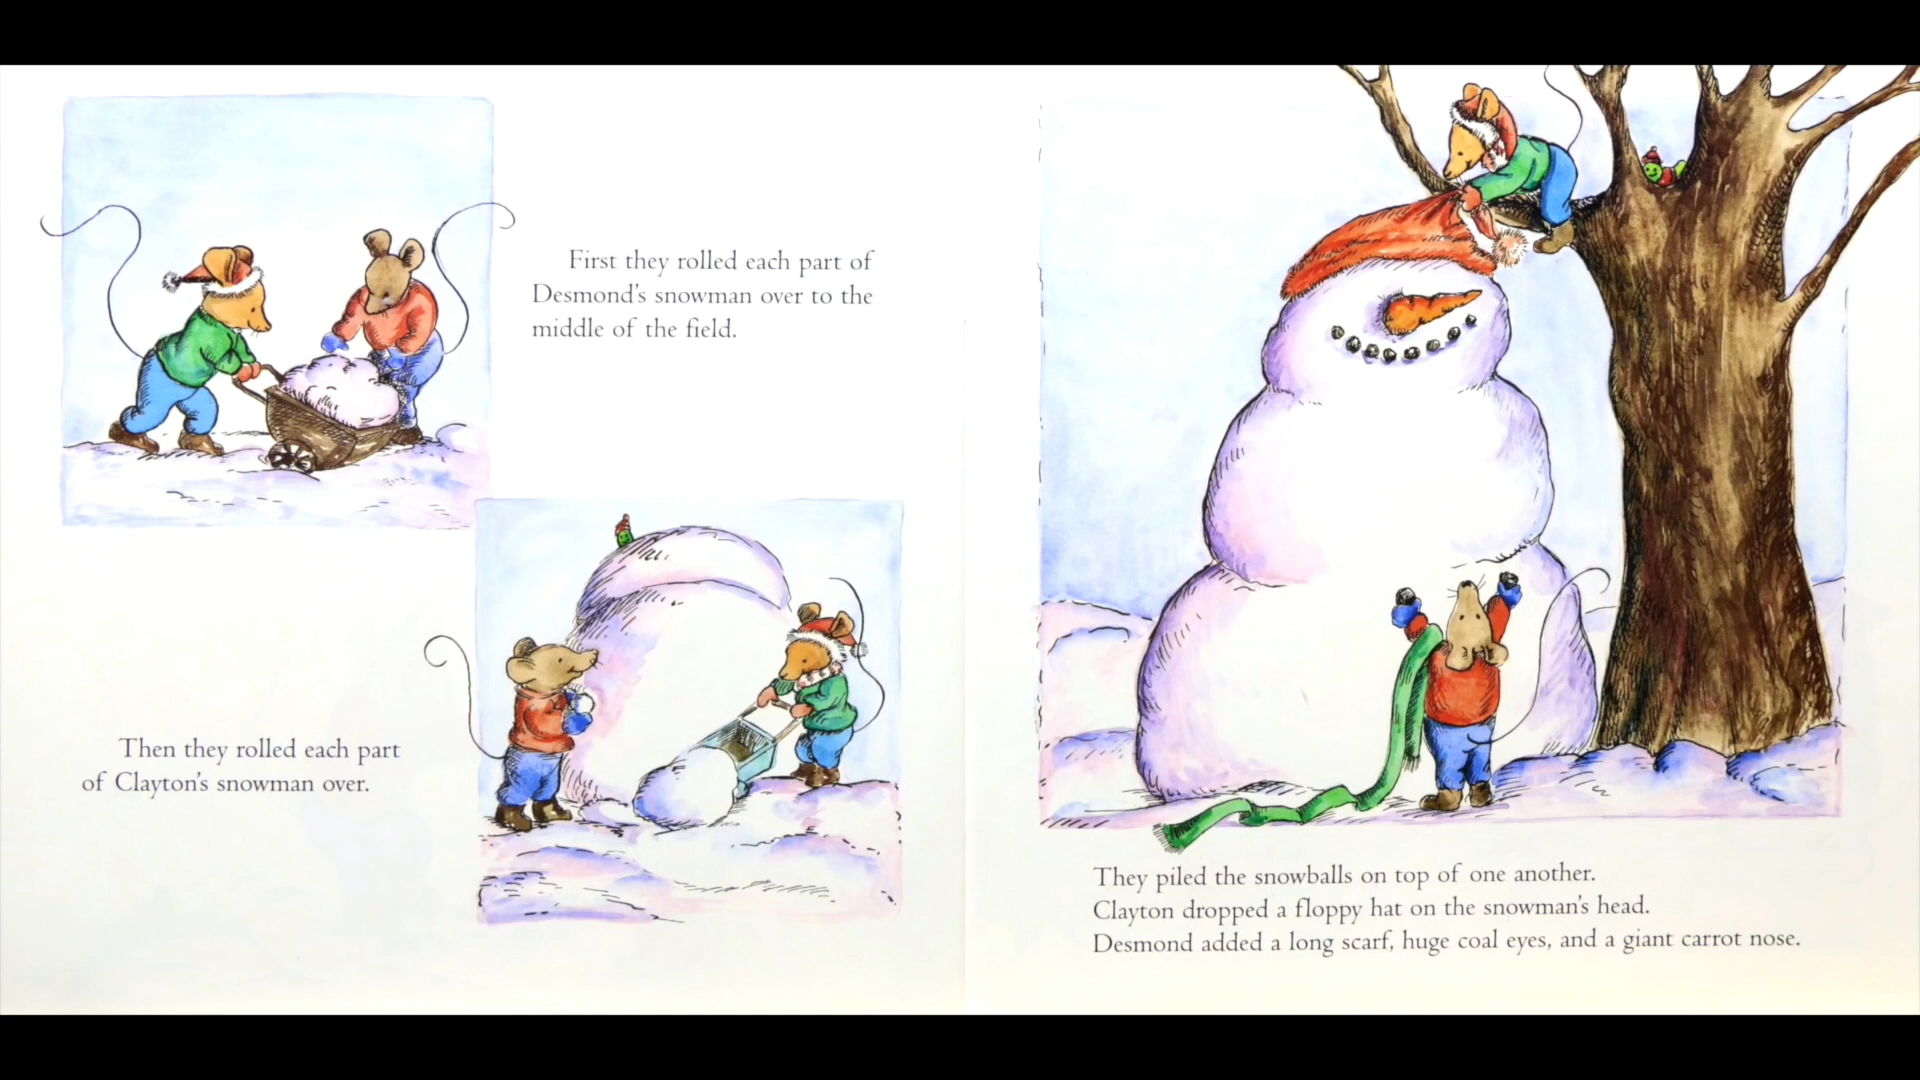 First they rolled each part of
Desmond's snowman over to the
middle of the field.
Then they rolled each part
of Clayton's snowman over.
They piled the snowballs on top of one another.
Clayton dropped a floppy hat on the snowman's head.
Desmond added a long scarf, huge coal eyes, and a giant carrot nose.